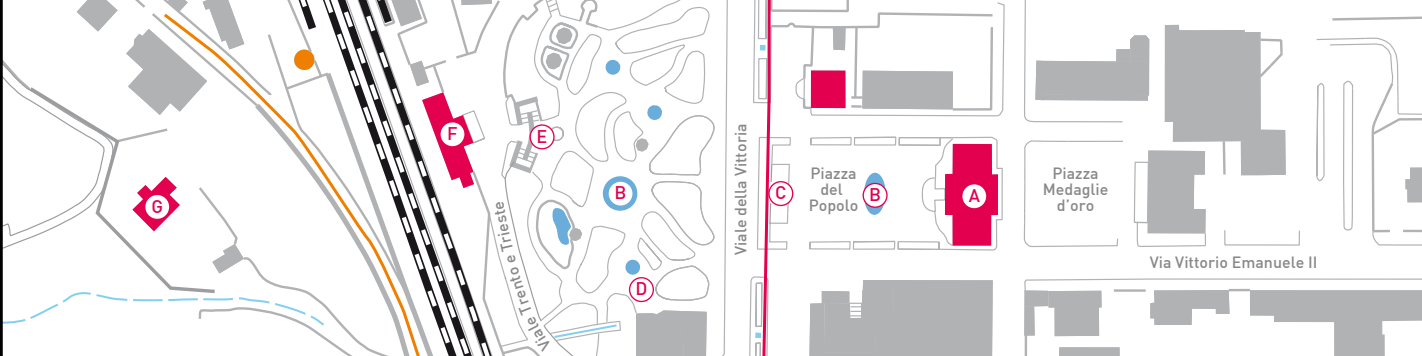 F
E
G
B
D
Viale Trento e Trieste
Viale della Vittoria
C
Piazza
del
Popolo
B
A
Piazza
Medaglie
d'oro
Via Vittorio Emanuele II